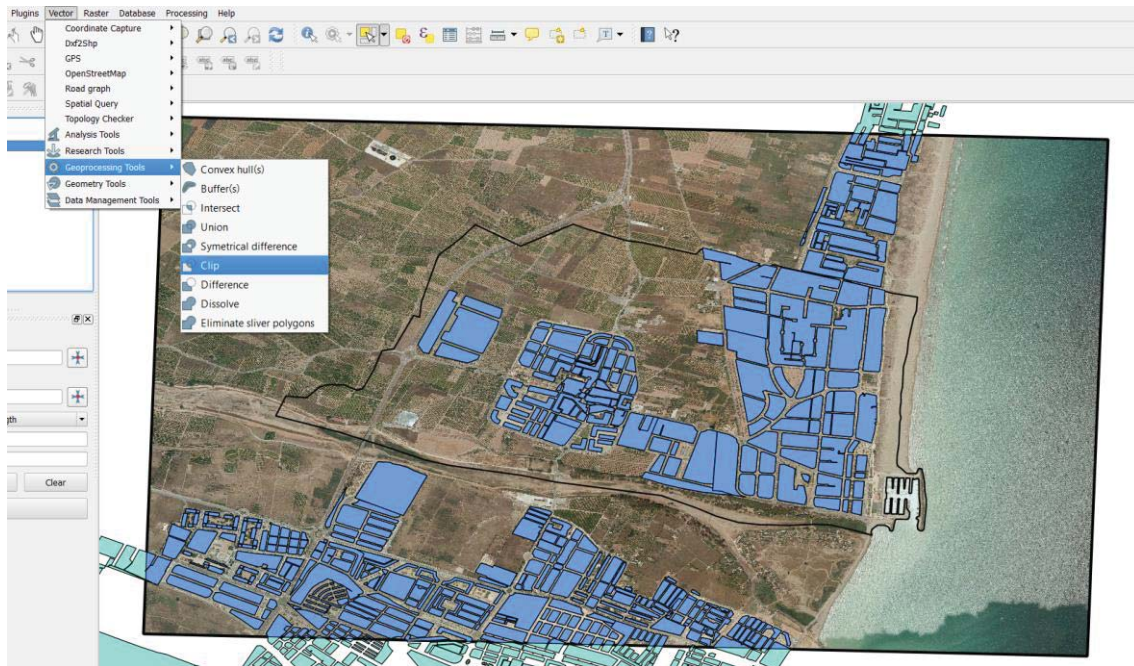 Plugins Vector Raster Database Processing Help
Coordinate Capture
Dxf2Shp
GPS
OpenStreetMap
Road graph
Spatial Query
Topology Checker
Analysis Tools
Research Tools
Geoprocessing Tools
Geometry Tools
Data Management Tools
Convex hull(s)
Buffer(s)
Intersect
Union
Symetrical difference
Clip
Difference
Dissolve
Eliminate sliver polygons
Clear